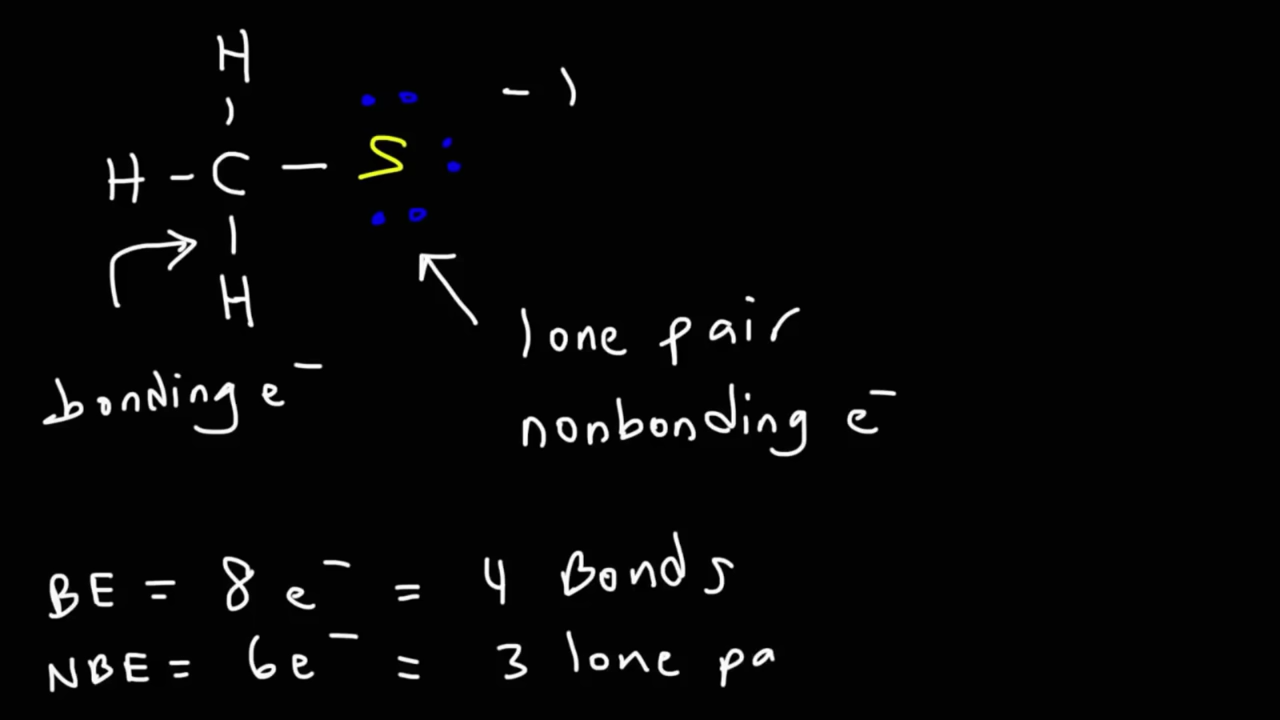 H
- 1
H - C - S
H
lone pair
bonding e⁻
nonbonding e⁻
BE = 8 e⁻ = 4 Bonds
NBE = 6e⁻ = 3 lone pa